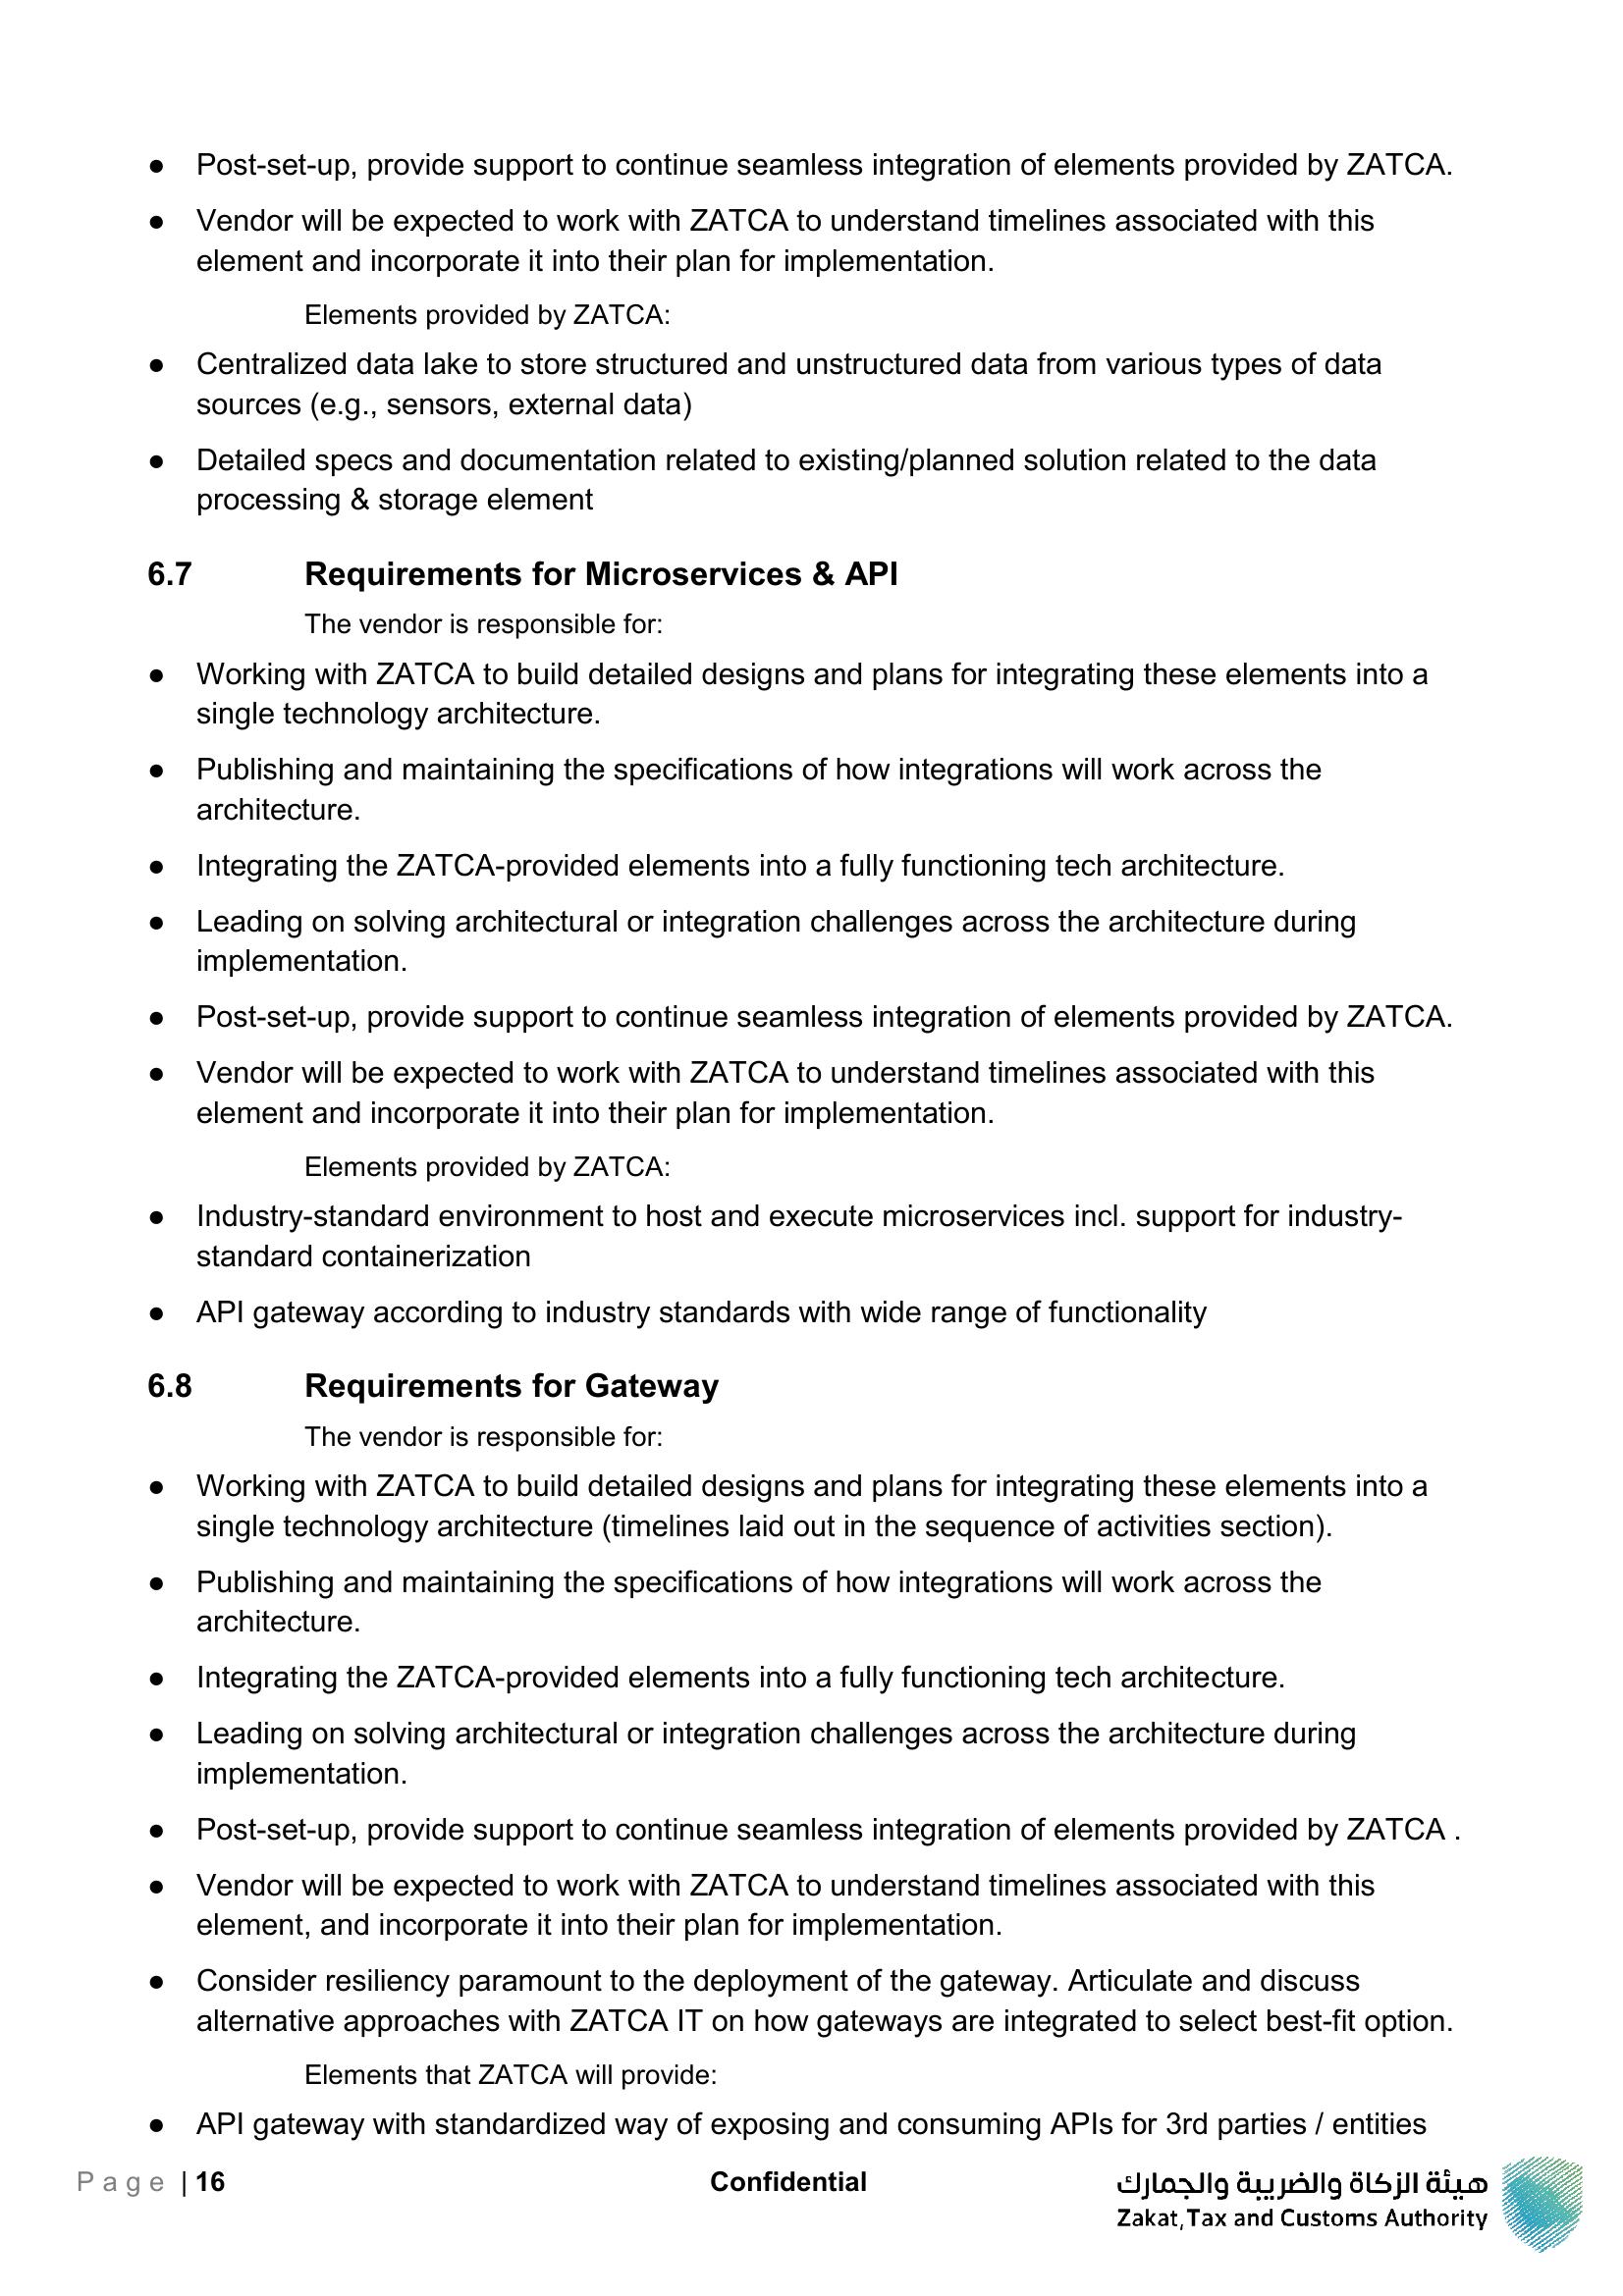 ● Post-set-up, provide support to continue seamless integration of elements provided by ZATCA.
● Vendor will be expected to work with ZATCA to understand timelines associated with this
element and incorporate it into their plan for implementation.
Elements provided by ZATCA:
● Centralized data lake to store structured and unstructured data from various types of data
sources (e.g., sensors, external data)
● Detailed specs and documentation related to existing/planned solution related to the data
processing & storage element
6.7 Requirements for Microservices & API
The vendor is responsible for:
● Working with ZATCA to build detailed designs and plans for integrating these elements into a
single technology architecture.
● Publishing and maintaining the specifications of how integrations will work across the
architecture.
● Integrating the ZATCA-provided elements into a fully functioning tech architecture.
● Leading on solving architectural or integration challenges across the architecture during
implementation.
● Post-set-up, provide support to continue seamless integration of elements provided by ZATCA.
● Vendor will be expected to work with ZATCA to understand timelines associated with this
element and incorporate it into their plan for implementation.
Elements provided by ZATCA:
● Industry-standard environment to host and execute microservices incl. support for industry-
standard containerization
● API gateway according to industry standards with wide range of functionality
6.8 Requirements for Gateway
The vendor is responsible for:
● Working with ZATCA to build detailed designs and plans for integrating these elements into a
single technology architecture (timelines laid out in the sequence of activities section).
● Publishing and maintaining the specifications of how integrations will work across the
architecture.
● Integrating the ZATCA-provided elements into a fully functioning tech architecture.
● Leading on solving architectural or integration challenges across the architecture during
implementation.
● Post-set-up, provide support to continue seamless integration of elements provided by ZATCA .
● Vendor will be expected to work with ZATCA to understand timelines associated with this
element, and incorporate it into their plan for implementation.
● Consider resiliency paramount to the deployment of the gateway. Articulate and discuss
alternative approaches with ZATCA IT on how gateways are integrated to select best-fit option.
Elements that ZATCA will provide:
● API gateway with standardized way of exposing and consuming APIs for 3rd parties / entities
Page | 16
Confidential
هيئة الزكاة والضريبة والجمارك
Zakat, Tax and Customs Authority